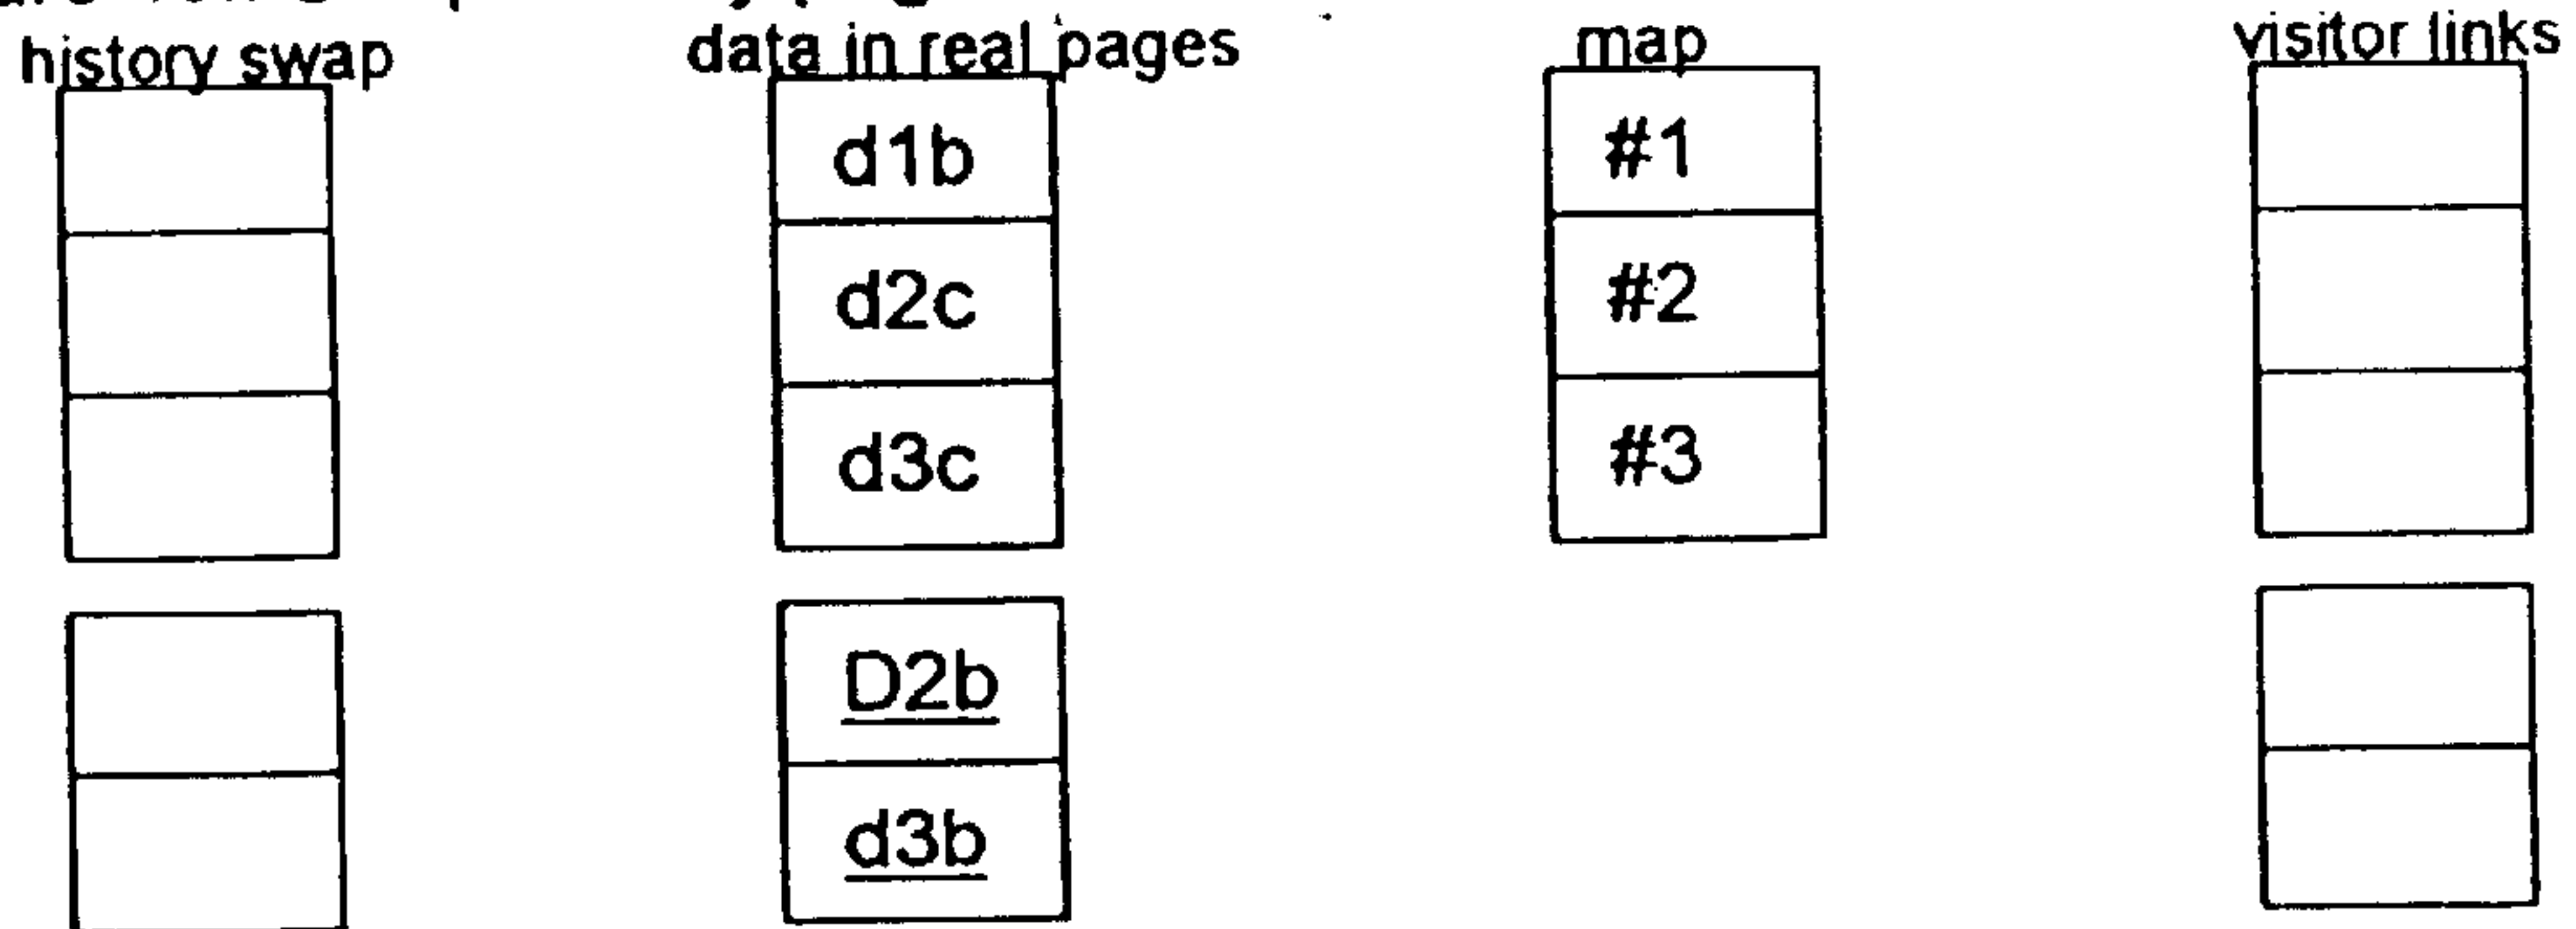 history swap data in real pages map visitor links
d1b #1
d2c #2
d3c #3
D2b
d3b